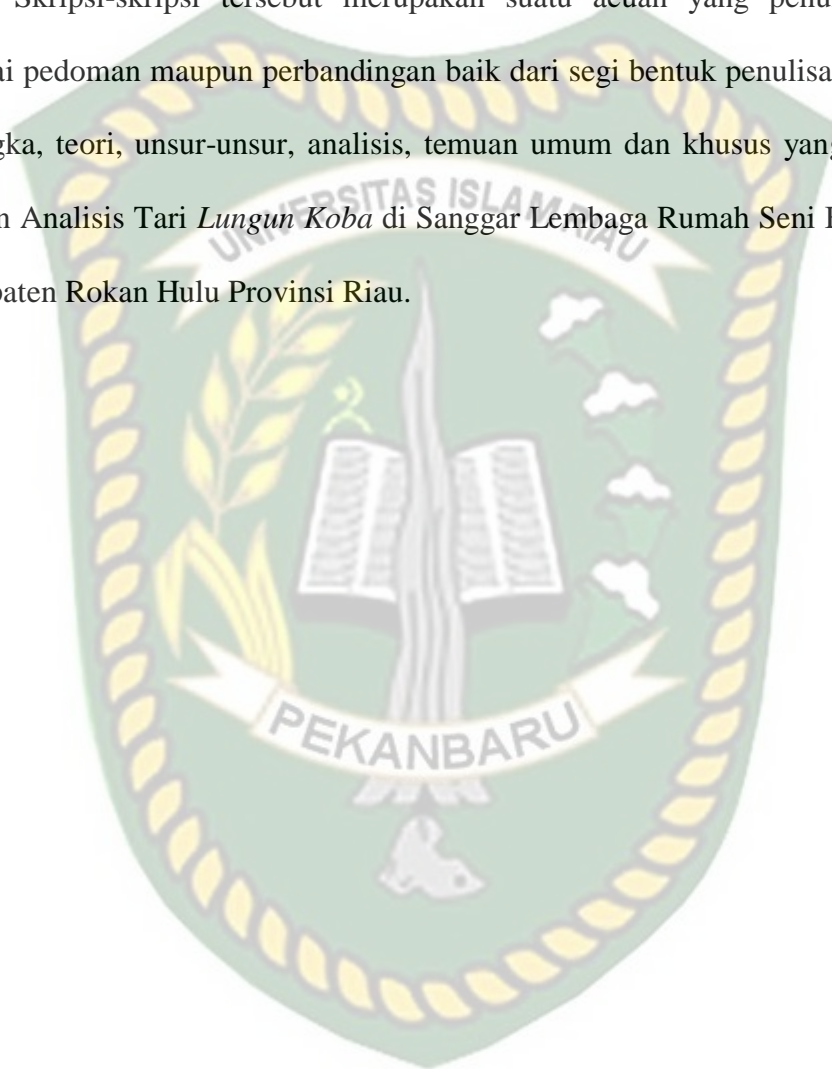 Skripsi-skripsi tersebut merupakan suatu acuan yang
ai pedoman maupun perbandingan baik dari segi bentuk
gka, teori, unsur-unsur, analisis, temuan umum dan khusus yang
n Analisis Tari Lungun Koba di Sanggar Lembaga Rumah Seni
paten Rokan Hulu Provinsi Riau.
UNIVERSITAS ISLAM RIAU
PEKANBARU